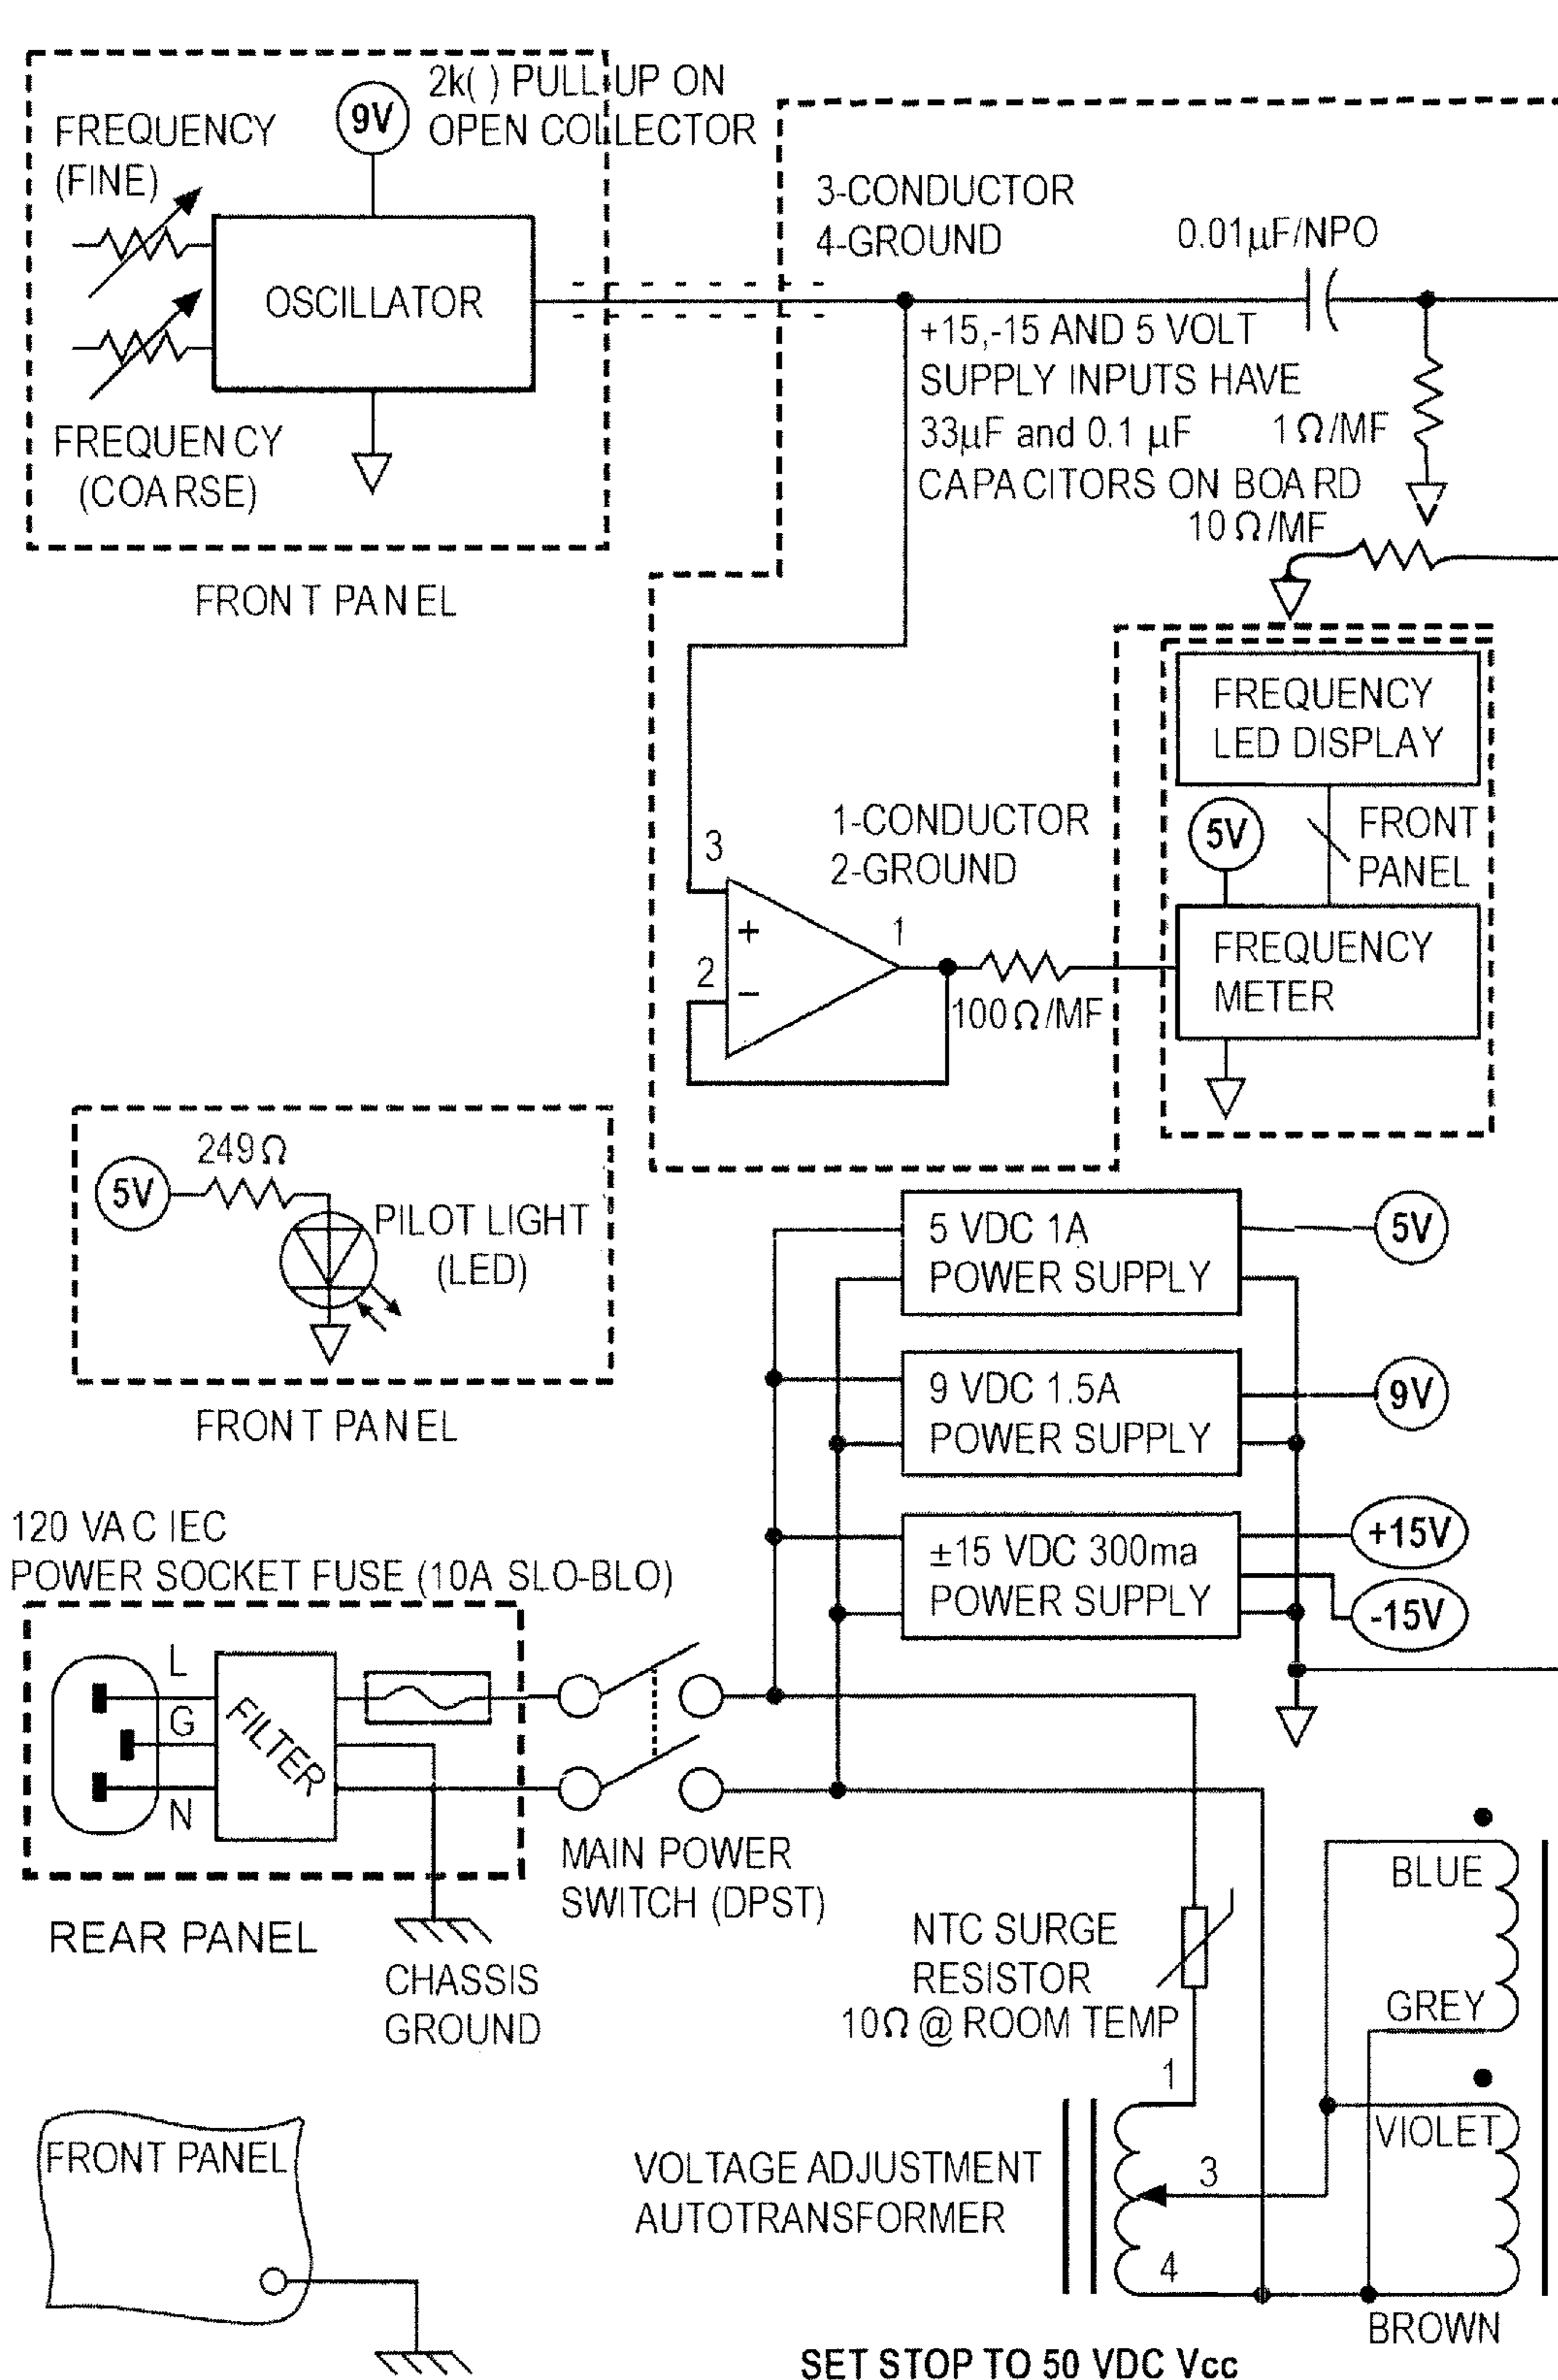 2k( ) PULL UP ON
OPEN COLLECTOR
9V
FREQUENCY
(FINE)
OSCILLATOR
FREQUENCY
(COARSE)
FRONT PANEL
3-CONDUCTOR
4-GROUND
0.01µF/NPO
+15,-15 AND 5 VOLT
SUPPLY INPUTS HAVE
33µF and 0.1 µF
CAPACITORS ON BOARD
1Ω/MF
10Ω/MF
FREQUENCY
LED DISPLAY
5V
FRONT
PANEL
FREQUENCY
METER
1-CONDUCTOR
2-GROUND
3
+
2
−
1
100Ω/MF
5V
249Ω
PILOT LIGHT
(LED)
FRONT PANEL
5 VDC 1A
POWER SUPPLY
5V
9 VDC 1.5A
POWER SUPPLY
9V
±15 VDC 300ma
POWER SUPPLY
+15V
-15V
120 VAC IEC
POWER SOCKET FUSE (10A SLO-BLO)
L
G
N
FILTER
REAR PANEL
CHASSIS
GROUND
MAIN POWER
SWITCH (DPST)
NTC SURGE
RESISTOR
10Ω @ ROOM TEMP
1
3
4
VOLTAGE ADJUSTMENT
AUTOTRANSFORMER
BLUE
GREY
VIOLET
BROWN
FRONT PANEL
SET STOP TO 50 VDC Vcc